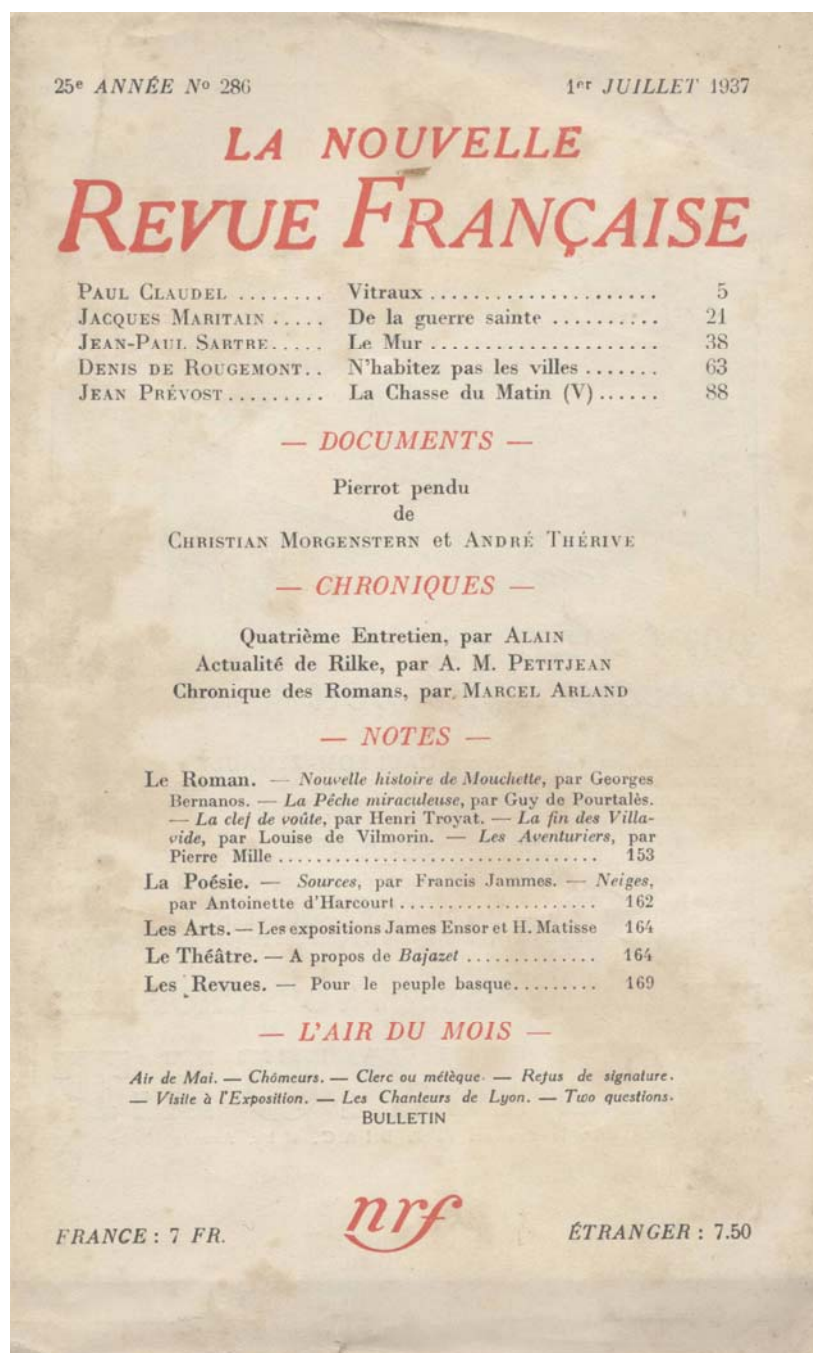 25e ANNÉE No 286 1er JUILLET 1937
LA NOUVELLE
REVUE FRANÇAISE
PAUL CLAUDEL ........ Vitraux ..................... 5
JACQUES MARITAIN ..... De la guerre sainte .......... 21
JEAN-PAUL SARTRE..... Le Mur ..................... 38
DENIS DE ROUGEMONT.. N'habitez pas les villes ....... 63
JEAN PRÉVOST......... La Chasse du Matin (V)...... 88
— DOCUMENTS —
Pierrot pendu
de
CHRISTIAN MORGENSTERN et ANDRÉ THÉRIVE
— CHRONIQUES —
Quatrième Entretien, par ALAIN
Actualité de Rilke, par A. M. PETITJEAN
Chronique des Romans, par MARCEL ARLAND
— NOTES —
Le Roman. — Nouvelle histoire de Mouchette, par Georges
Bernanos. — La Pêche miraculeuse, par Guy de Pourtalès.
— La clef de voûte, par Henri Troyat. — La fin des Villa-
vide, par Louise de Vilmorin. — Les Aventuriers, par
Pierre Mille .................................. 153
La Poésie. — Sources, par Francis Jammes. — Neiges,
par Antoinette d'Harcourt ..................... 162
Les Arts. — Les expositions James Ensor et H. Matisse 164
Le Théâtre. — A propos de Bajazet .............. 164
Les Revues. — Pour le peuple basque......... 169
— L'AIR DU MOIS —
Air de Mai. — Chômeurs. — Clerc ou métèque. — Refus de signature.
— Visite à l'Exposition. — Les Chanteurs de Lyon. — Two questions.
BULLETIN
FRANCE : 7 FR. nrf ÉTRANGER : 7.50